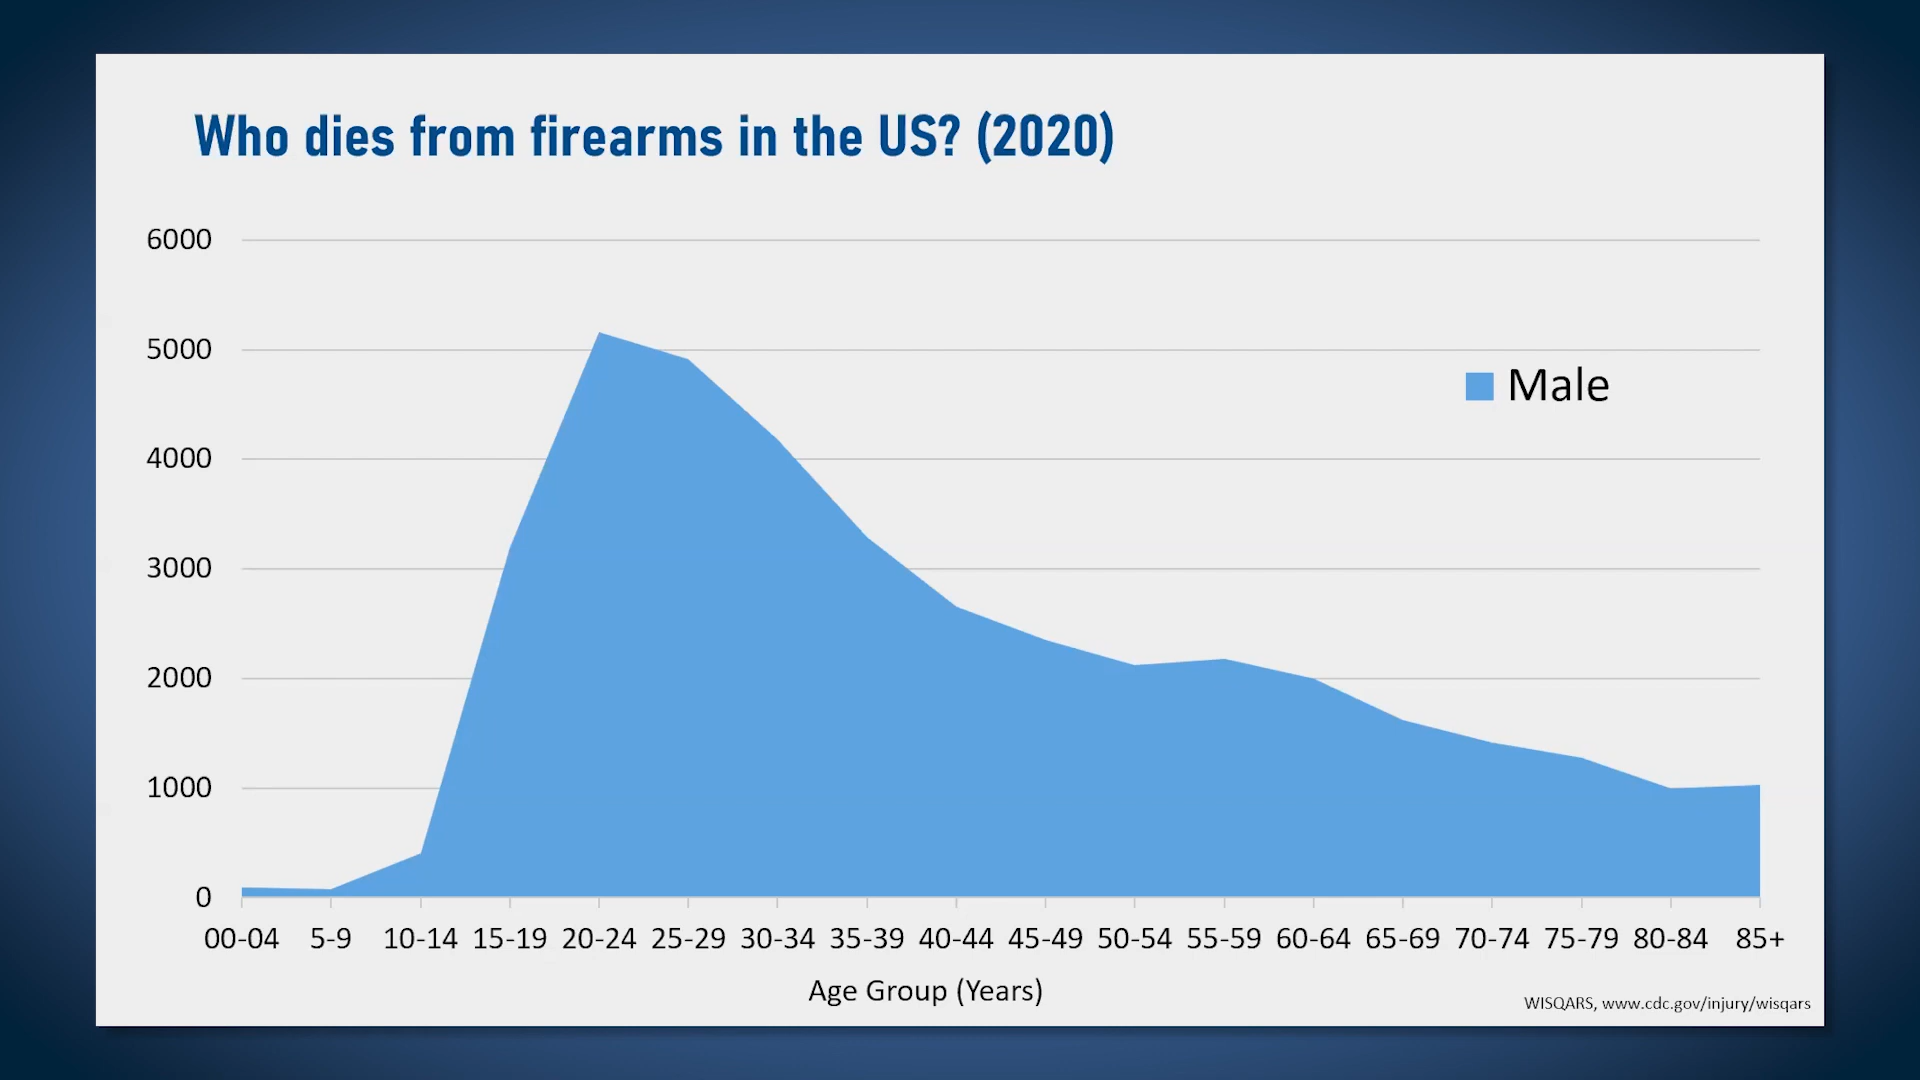 Who dies from firearms in the US? (2020)
6000
5000
Male
4000
3000
2000
1000
0
00-04 5-9 10-14 15-19 20-24 25-29 30-34 35-39 40-44 45-49 50-54 55-59 60-64 65-69 70-74 75-79 80-84 85+
Age Group (Years)
WISQARS, www.cdc.gov/injury/wisqars